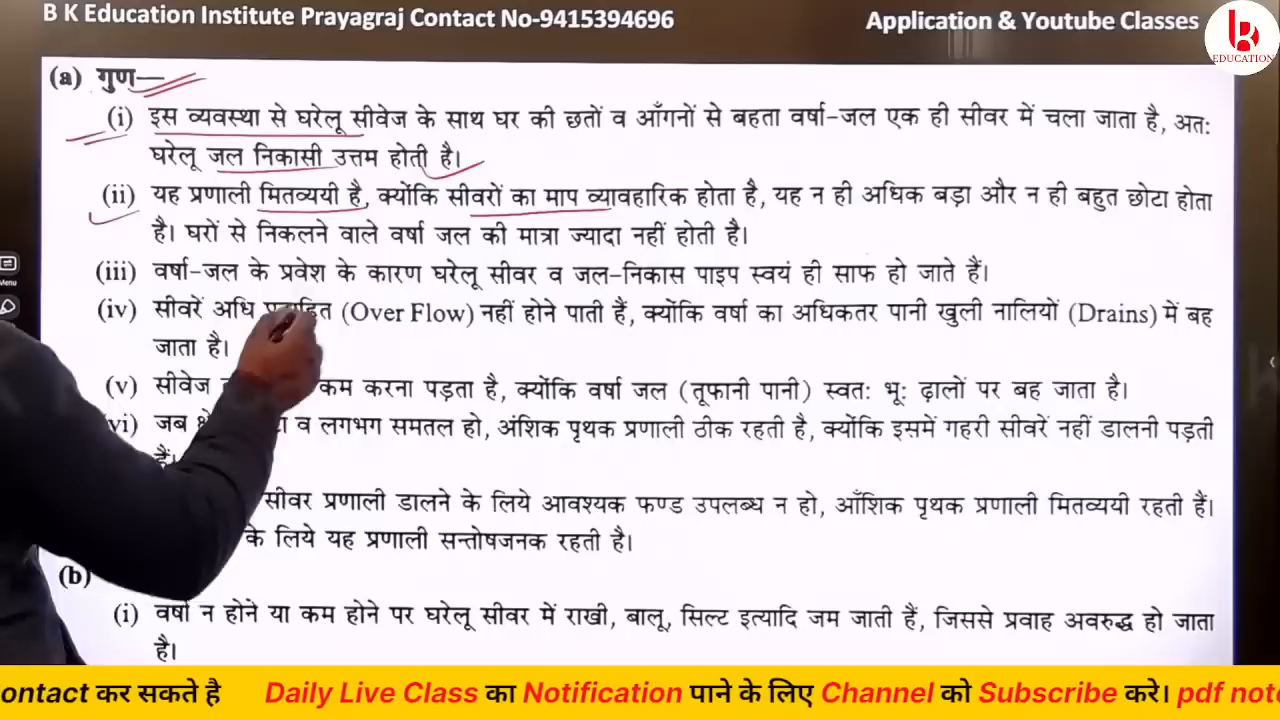 B K Education Institute Prayagraj Contact No-9415394696 Application & Youtube Classes
EDUCATION
(a) गुण—
(i) इस व्यवस्था से घरेलू सीवेज के साथ घर की छतों व आँगनों से बहता वर्षा-जल एक ही सीवर में चला जाता है, अतः
घरेलू जल निकासी उत्तम होती है।
(ii) यह प्रणाली मितव्ययी है, क्योंकि सीवरों का माप व्यावहारिक होता है, यह न ही अधिक बड़ा और न ही बहुत छोटा होता
है। घरों से निकलने वाले वर्षा जल की मात्रा ज्यादा नहीं होती है।
(iii) वर्षा-जल के प्रवेश के कारण घरेलू सीवर व जल-निकास पाइप स्वयं ही साफ हो जाते हैं।
(iv) सीवरें अधि (Over Flow) नहीं होने पाती हैं, क्योंकि वर्षा का अधिकतर पानी खुली नालियों (Drains) में बह
जाता है।
(v) सीवेज कम करना पड़ता है, क्योंकि वर्षा जल (तूफानी पानी) स्वतः भूः ढ़ालों पर बह जाता है।
vi) जब व लगभग समतल हो, अंशिक पृथक प्रणाली ठीक रहती है, क्योंकि इसमें गहरी सीवरें नहीं डालनी पड़ती
हैं।
सीवर प्रणाली डालने के लिये आवश्यक फण्ड उपलब्ध न हो, आँशिक पृथक प्रणाली मितव्ययी रहती हैं।
के लिये यह प्रणाली सन्तोषजनक रहती है।
(b)
(i) वर्षा न होने या कम होने पर घरेलू सीवर में राखी, बालू, सिल्ट इत्यादि जम जाती हैं, जिससे प्रवाह अवरुद्ध हो जाता
है।
Menu
ontact कर सकते है Daily Live Class का Notification पाने के लिए Channel को Subscribe करे। pdf note